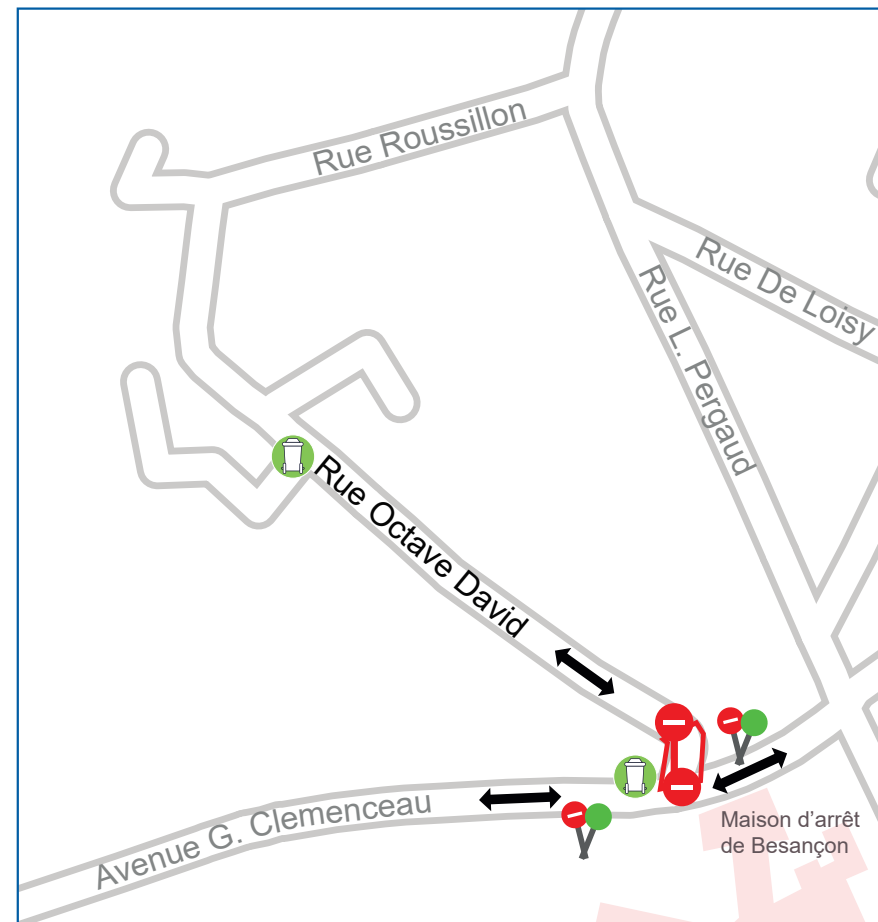 Rue Roussillon
Rue De Loisy
Rue L. Pergaud
Rue Octave David
Avenue G. Clemenceau
Maison d’arrêt
de Besançon